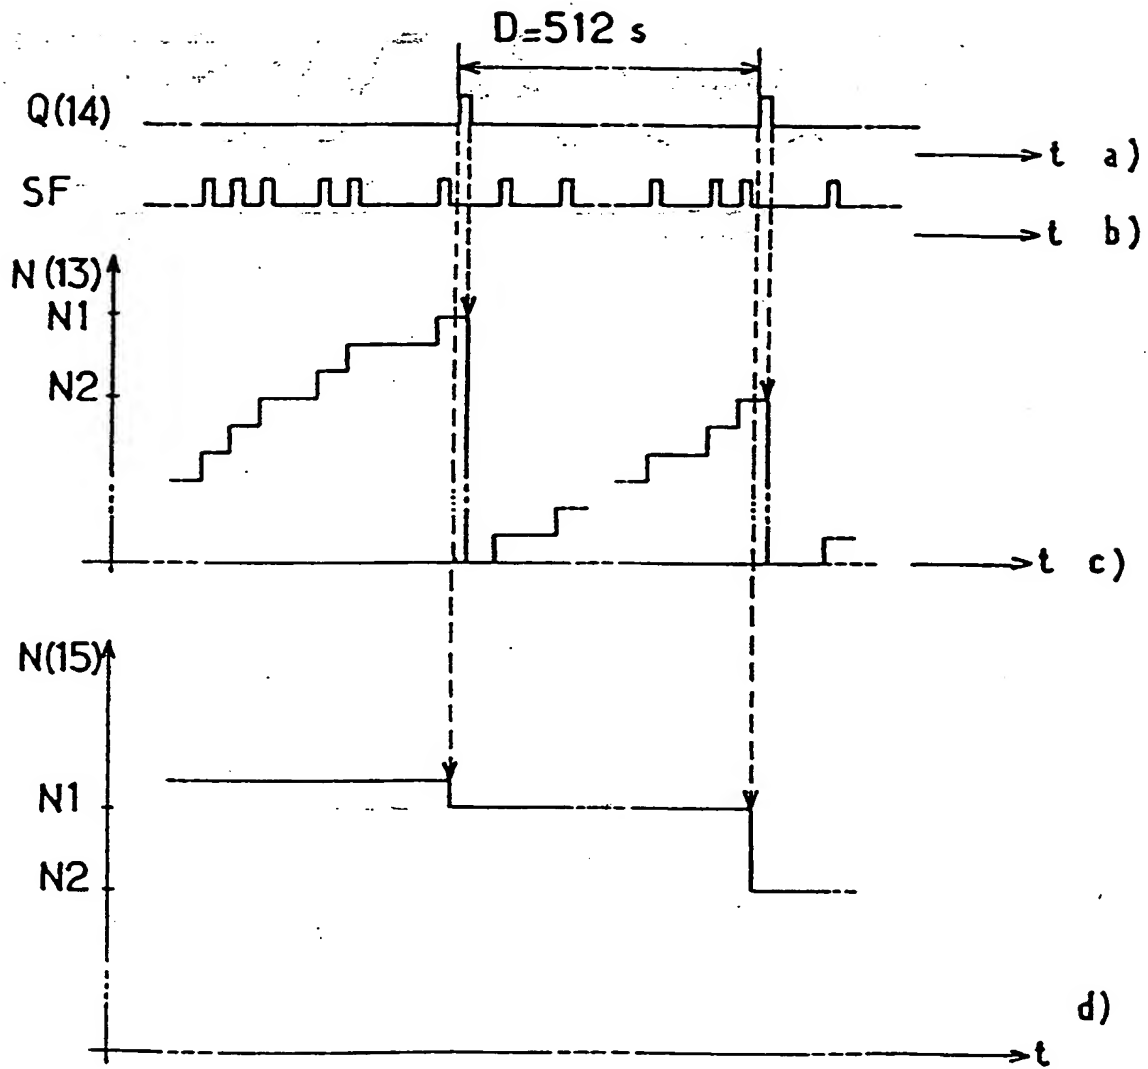 D=512 s
Q(14)
t a)
SF
t b)
N(13)
N1
N2
t c)
N(15)
N1
N2
d)
t